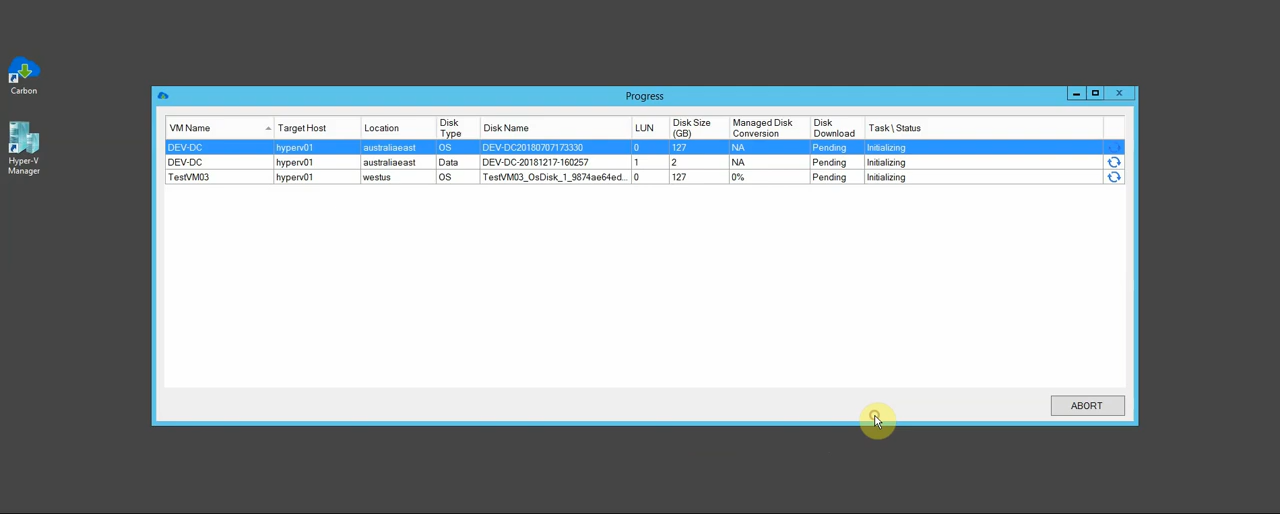 Carbon
Hyper-V
Manager
Progress
VM Name Target Host Location Disk Type Disk Name LUN Disk Size (GB) Managed Disk Conversion Disk Download Task \ Status
DEV-DC hyperv01 australiaeast OS DEV-DC20180707173330 0 127 NA Pending Initializing
DEV-DC hyperv01 australiaeast Data DEV-DC-20181217-160257 1 2 NA Pending Initializing
TestVM03 hyperv01 westus OS TestVM03_OsDisk_1_9874ae64ed... 0 127 0% Pending Initializing
ABORT